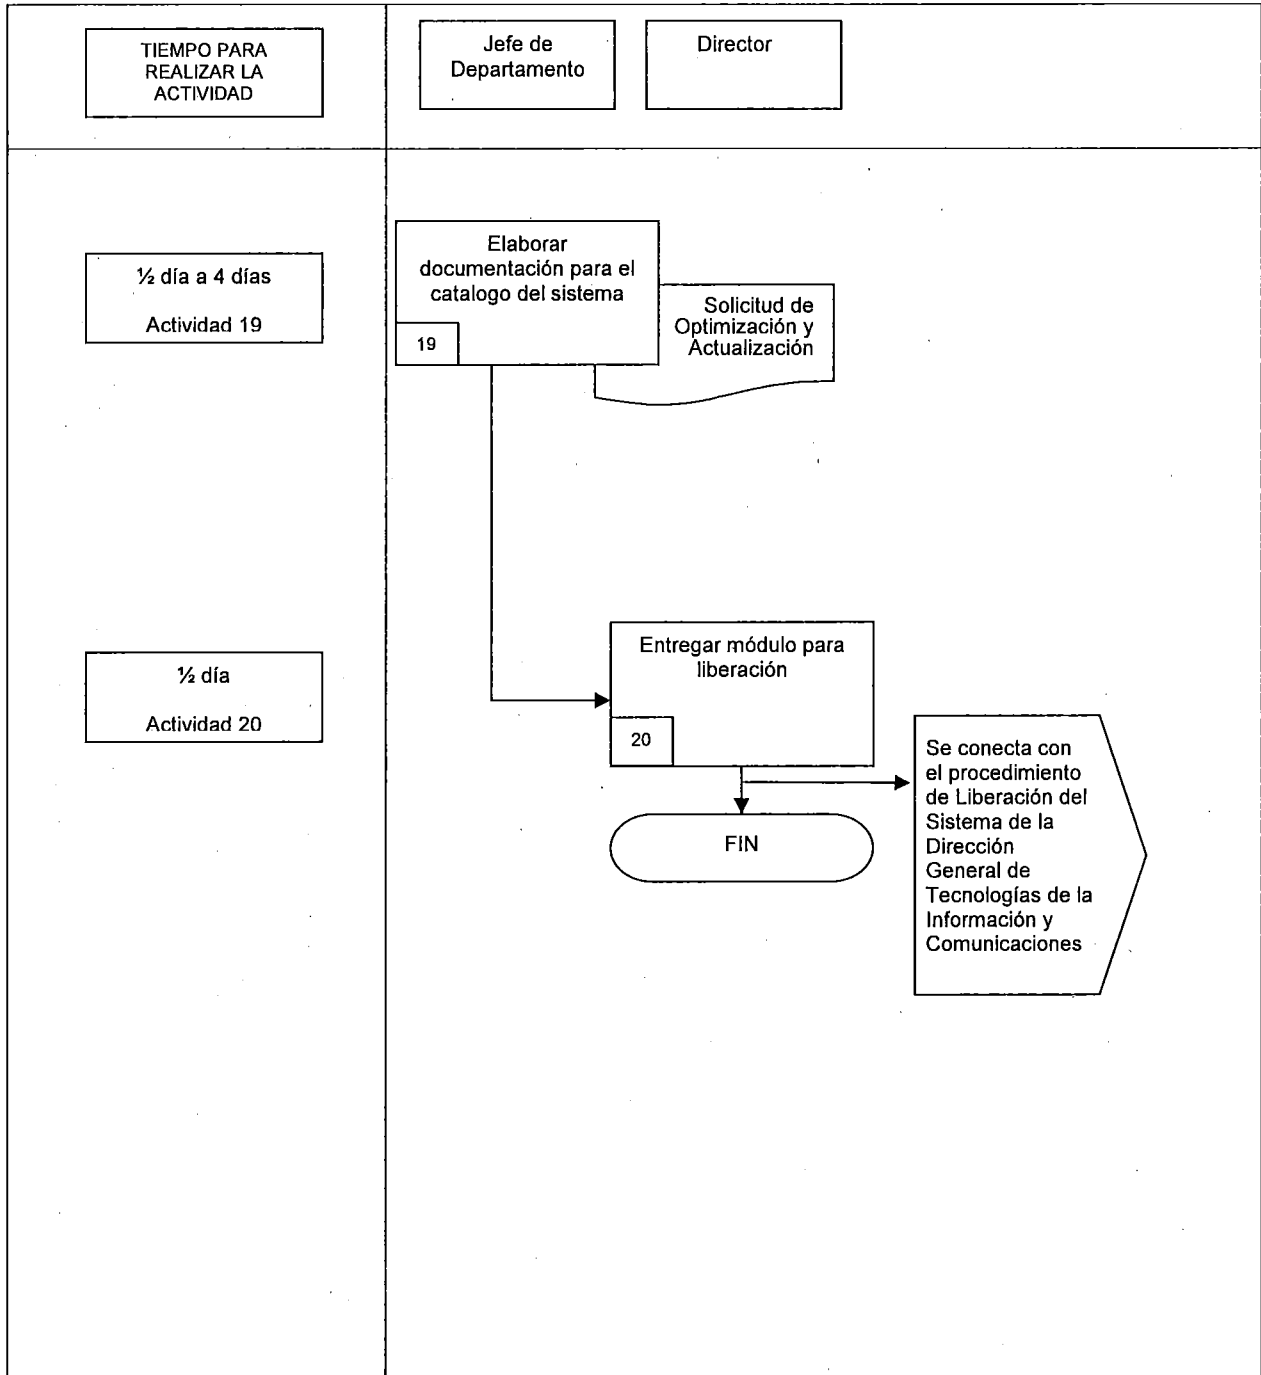 TIEMPO PARA
REALIZAR LA
ACTIVIDAD
Jefe de
Departamento
Director
½ día a 4 días
Actividad 19
Elaborar
documentación para el
catalogo del sistema
19
Solicitud de
Optimización y
Actualización
½ día
Actividad 20
Entregar módulo para
liberación
20
FIN
Se conecta con
el procedimiento
de Liberación del
Sistema de la
Dirección
General de
Tecnologías de la
Información y
Comunicaciones